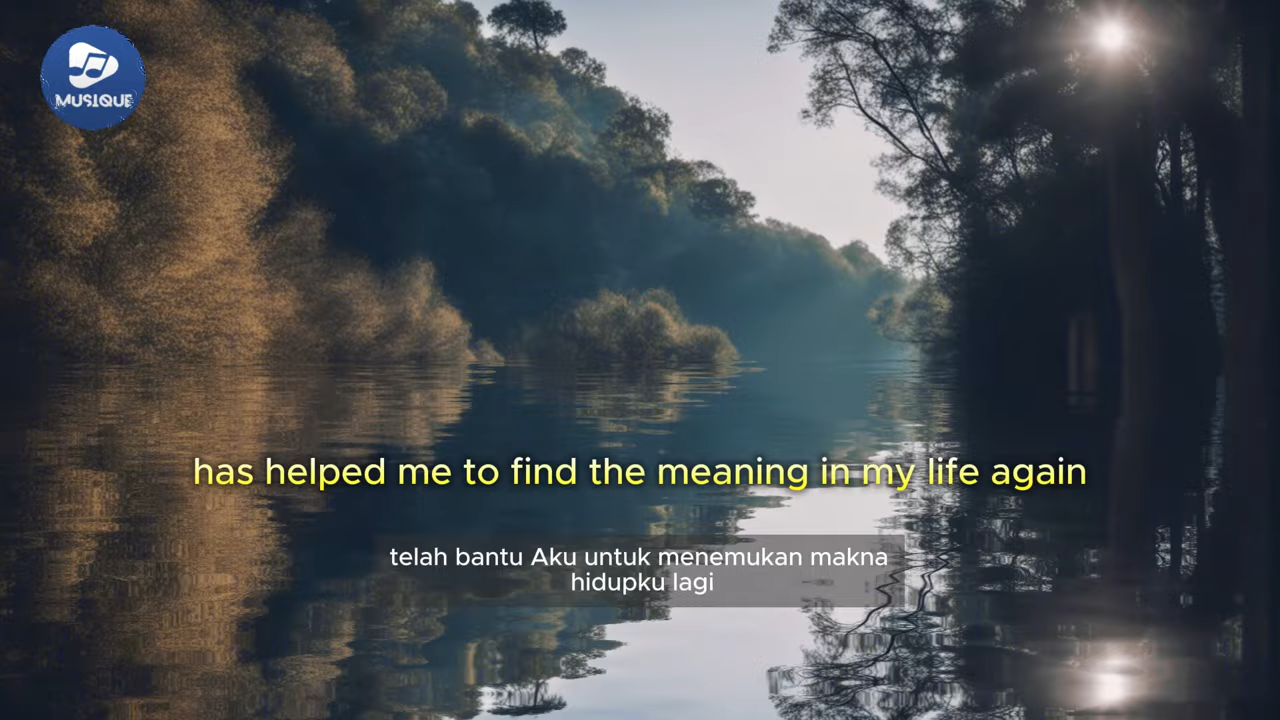 MUSIQUE
has helped me to find the meaning in my life again
telah bantu Aku untuk menemukan makna
hidupku lagi